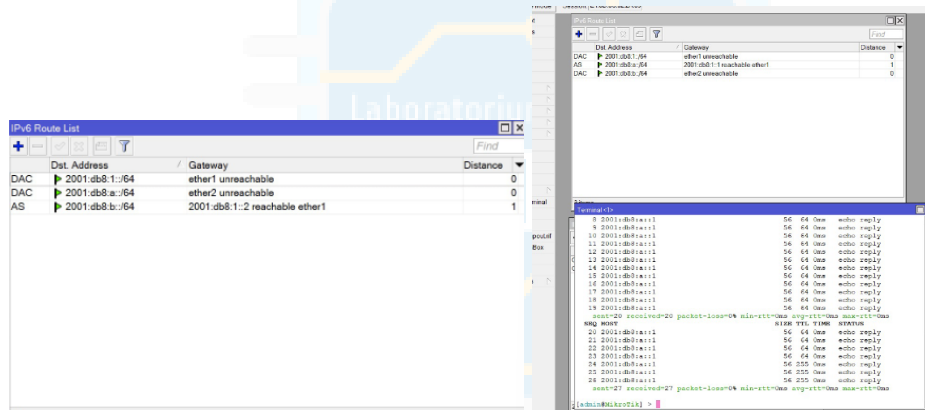 Laboratorium
IPv6 Route List
Find
Dst. Address / Gateway Distance
DAC 2001:db8:1::/64 ether1 unreachable 0
DAC 2001:db8:a::/64 ether2 unreachable 0
AS 2001:db8:b::/64 2001:db8:1::2 reachable ether1 1
IPv6 Route List
Find
Dst. Address / Gateway Distance
DAC 2001:db8:1::/64 ether1 unreachable 0
AS 2001:db8:a::/64 2001:db8:1::1 reachable ether1 1
DAC 2001:db8:b::/64 ether2 unreachable 0
Terminal <1>
8 2001:db8:a::1 56 64 0ms echo reply
9 2001:db8:a::1 56 64 0ms echo reply
10 2001:db8:a::1 56 64 0ms echo reply
11 2001:db8:a::1 56 64 0ms echo reply
12 2001:db8:a::1 56 64 0ms echo reply
13 2001:db8:a::1 56 64 0ms echo reply
14 2001:db8:a::1 56 64 0ms echo reply
15 2001:db8:a::1 56 64 0ms echo reply
16 2001:db8:a::1 56 64 0ms echo reply
17 2001:db8:a::1 56 64 0ms echo reply
18 2001:db8:a::1 56 64 0ms echo reply
19 2001:db8:a::1 56 64 0ms echo reply
sent=20 received=20 packet-loss=0% min-rtt=0ms avg-rtt=0ms max-rtt=0ms
SEQ HOST SIZE TTL TIME STATUS
20 2001:db8:a::1 56 64 0ms echo reply
21 2001:db8:a::1 56 64 0ms echo reply
22 2001:db8:a::1 56 64 0ms echo reply
23 2001:db8:a::1 56 64 0ms echo reply
24 2001:db8:a::1 56 255 0ms echo reply
25 2001:db8:a::1 56 255 0ms echo reply
26 2001:db8:a::1 56 255 0ms echo reply
sent=27 received=27 packet-loss=0% min-rtt=0ms avg-rtt=0ms max-rtt=0ms
[admin@MikroTik] >